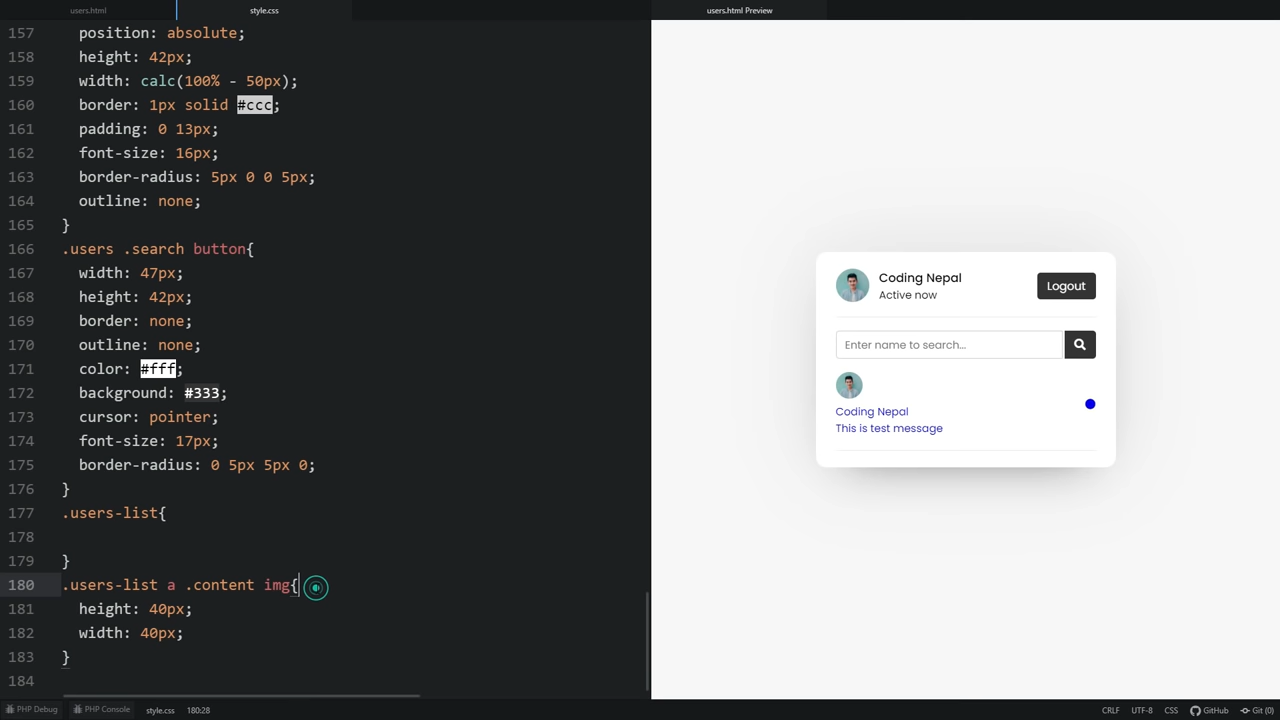 users.html
style.css
users.html Preview
157 position: absolute;
158 height: 42px;
159 width: calc(100% - 50px);
160 border: 1px solid #ccc;
161 padding: 0 13px;
162 font-size: 16px;
163 border-radius: 5px 0 0 5px;
164 outline: none;
165 }
166 .users .search button{
167 width: 47px;
168 height: 42px;
169 border: none;
170 outline: none;
171 color: #fff;
172 background: #333;
173 cursor: pointer;
174 font-size: 17px;
175 border-radius: 0 5px 5px 0;
176 }
177 .users-list{
178
179 }
180 .users-list a .content img{
181 height: 40px;
182 width: 40px;
183 }
184
Coding Nepal
Active now
Logout
Enter name to search...
Coding Nepal
This is test message
PHP Debug PHP Console style.css 180:28 CRLF UTF-8 CSS GitHub Git (0)